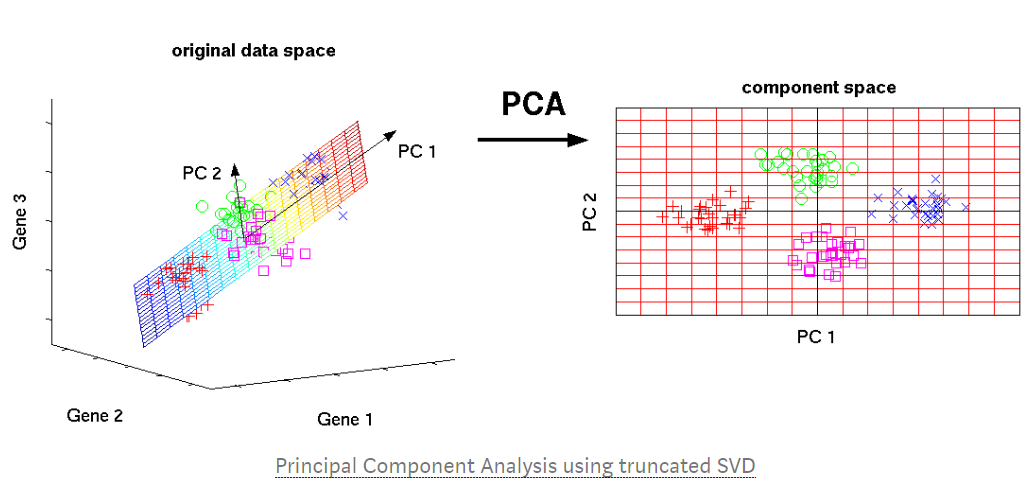 original data space
PC 2
PC 1
Gene 3
Gene 2
Gene 1
PCA
component space
PC 2
PC 1
Principal Component Analysis using truncated SVD